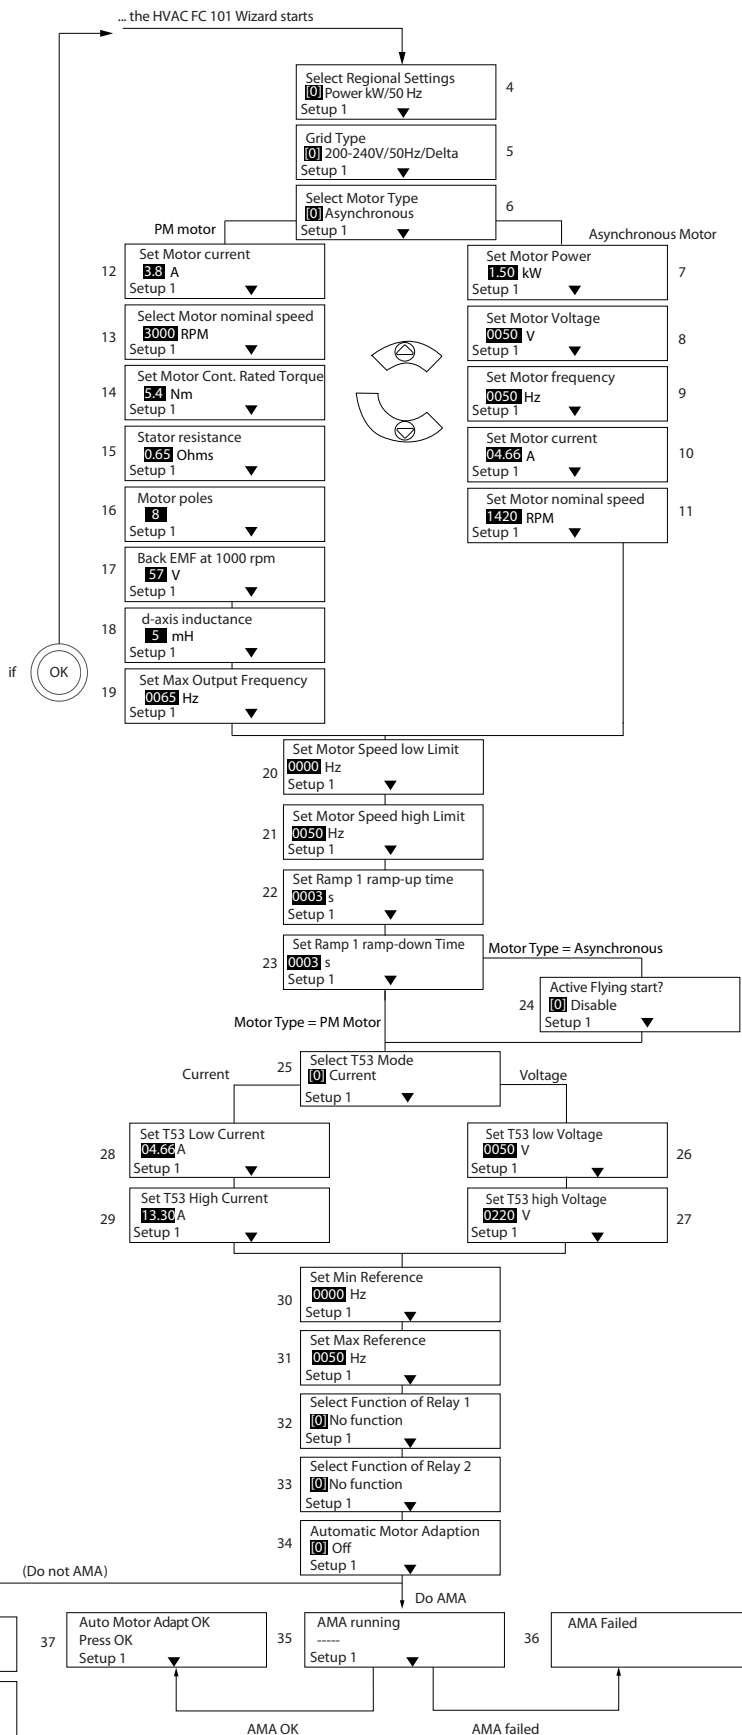 ... the HVAC FC 101 Wizard starts
Select Regional Settings
[0] Power kW/50 Hz
Setup 1
4
Grid Type
[0] 200-240V/50Hz/Delta
Setup 1
5
Select Motor Type
[0] Asynchronous
Setup 1
6
PM motor
Asynchronous Motor
12
Set Motor current
3.8 A
Setup 1
13
Select Motor nominal speed
3000 RPM
Setup 1
14
Set Motor Cont. Rated Torque
5.4 Nm
Setup 1
15
Stator resistance
0.65 Ohms
Setup 1
16
Motor poles
8
Setup 1
17
Back EMF at 1000 rpm
57 V
Setup 1
18
d-axis inductance
5 mH
Setup 1
19
Set Max Output Frequency
0065 Hz
Setup 1
Set Motor Power
1.50 kW
Setup 1
7
Set Motor Voltage
0050 V
Setup 1
8
Set Motor frequency
0050 Hz
Setup 1
9
Set Motor current
04.66 A
Setup 1
10
Set Motor nominal speed
1420 RPM
Setup 1
11
if
OK
20
Set Motor Speed low Limit
0000 Hz
Setup 1
21
Set Motor Speed high Limit
0050 Hz
Setup 1
22
Set Ramp 1 ramp-up time
0003 s
Setup 1
23
Set Ramp 1 ramp-down Time
0003 s
Setup 1
Motor Type = Asynchronous
24
Active Flying start?
[0] Disable
Setup 1
Motor Type = PM Motor
25
Select T53 Mode
[0] Current
Setup 1
Current
Voltage
28
Set T53 Low Current
04.66 A
Setup 1
29
Set T53 High Current
13.30 A
Setup 1
Set T53 low Voltage
0050 V
Setup 1
26
Set T53 high Voltage
0220 V
Setup 1
27
30
Set Min Reference
0000 Hz
Setup 1
31
Set Max Reference
0050 Hz
Setup 1
32
Select Function of Relay 1
[0] No function
Setup 1
33
Select Function of Relay 2
[0] No function
Setup 1
34
Automatic Motor Adaption
[0] Off
Setup 1
(Do not AMA)
Do AMA
37
Auto Motor Adapt OK
Press OK
Setup 1
35
AMA running
-----
Setup 1
36
AMA Failed
AMA OK
AMA failed